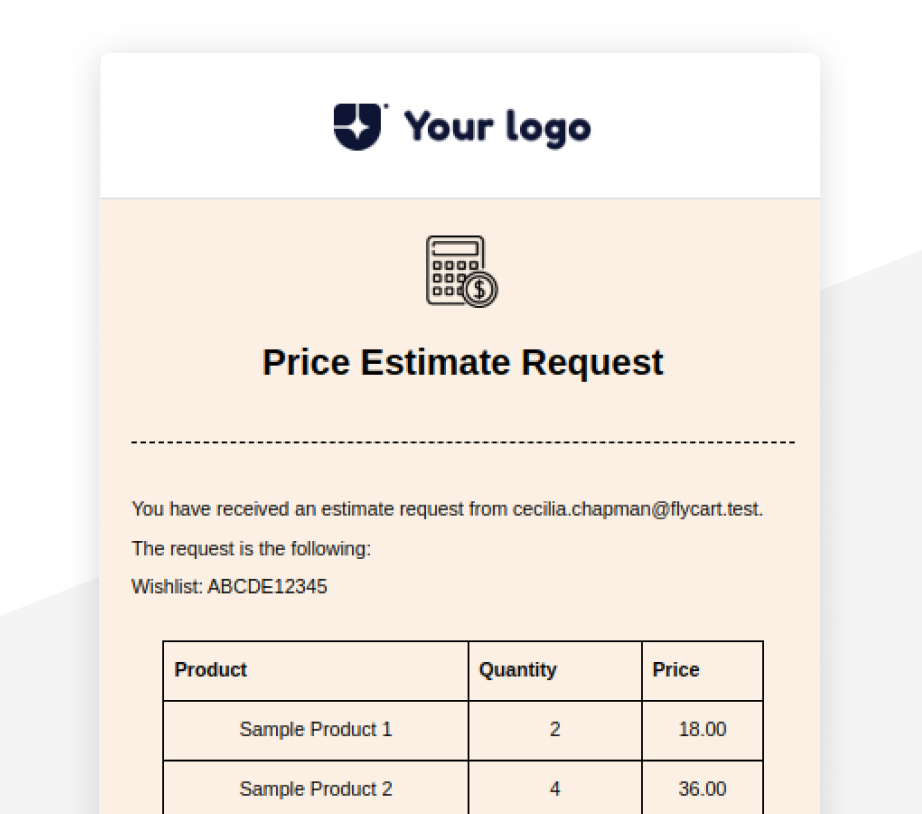 Your logo
$
Price Estimate Request
You have received an estimate request from cecilia.chapman@flycart.test.
The request is the following:
Wishlist: ABCDE12345
Product Quantity Price
Sample Product 1 2 18.00
Sample Product 2 4 36.00